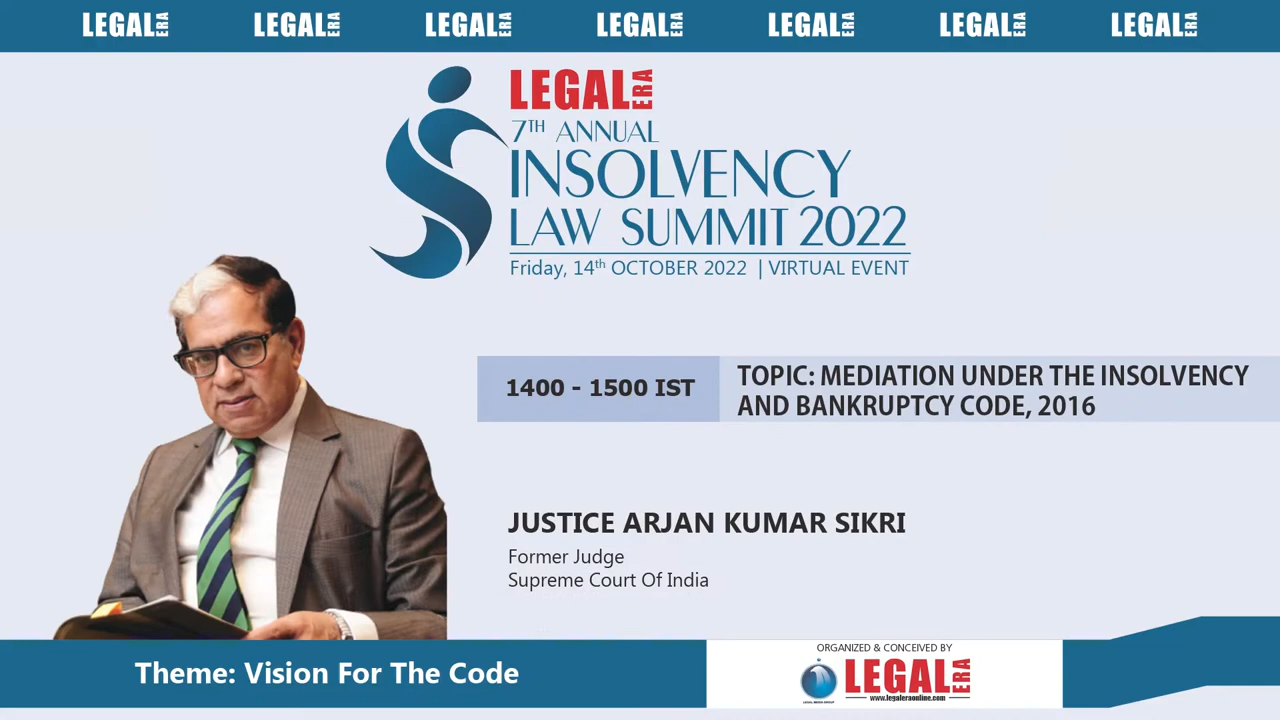 LEGAL ERA LEGAL ERA LEGAL ERA LEGAL ERA LEGAL ERA LEGAL ERA LEGAL ERA
LEGAL ERA
7TH ANNUAL
INSOLVENCY
LAW SUMMIT 2022
Friday, 14th OCTOBER 2022 | VIRTUAL EVENT
1400 - 1500 IST
TOPIC: MEDIATION UNDER THE INSOLVENCY
AND BANKRUPTCY CODE, 2016
JUSTICE ARJAN KUMAR SIKRI
Former Judge
Supreme Court Of India
Theme: Vision For The Code
ORGANIZED & CONCEIVED BY
LEGAL ERA
www.legaleraonline.com
LEGAL MEDIA GROUP